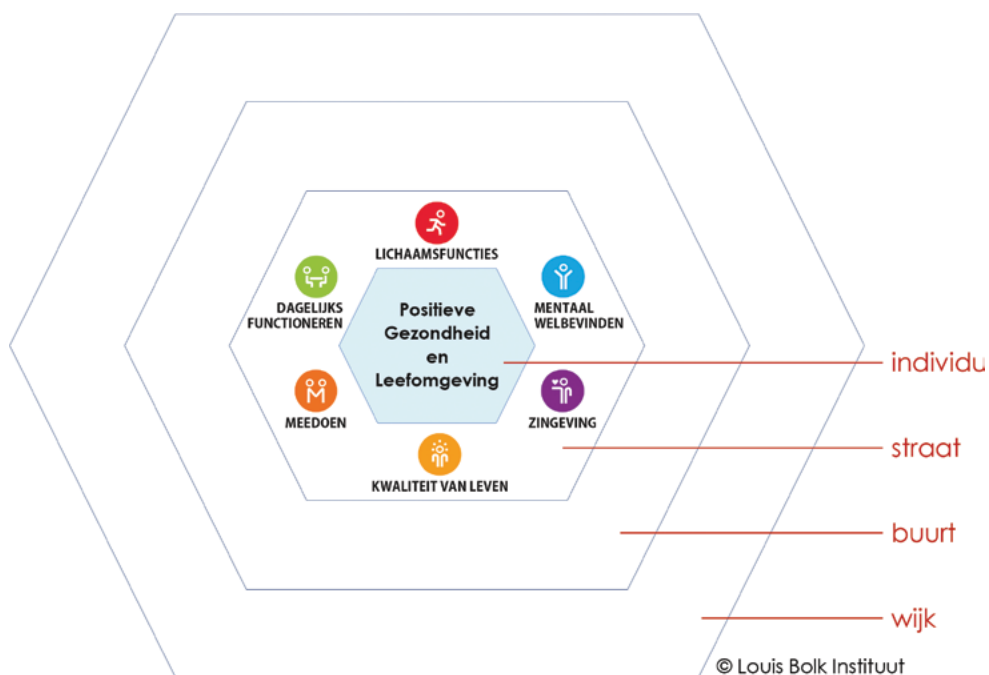 LICHAAMSFUNCTIES
DAGELIJKS
FUNCTIONEREN
MENTAAL
WELBEVINDEN
Positieve
Gezondheid
en
Leefomgeving
individu
MEEDOEN
ZINGEVING
straat
KWALITEIT VAN LEVEN
buurt
wijk
© Louis Bolk Instituut